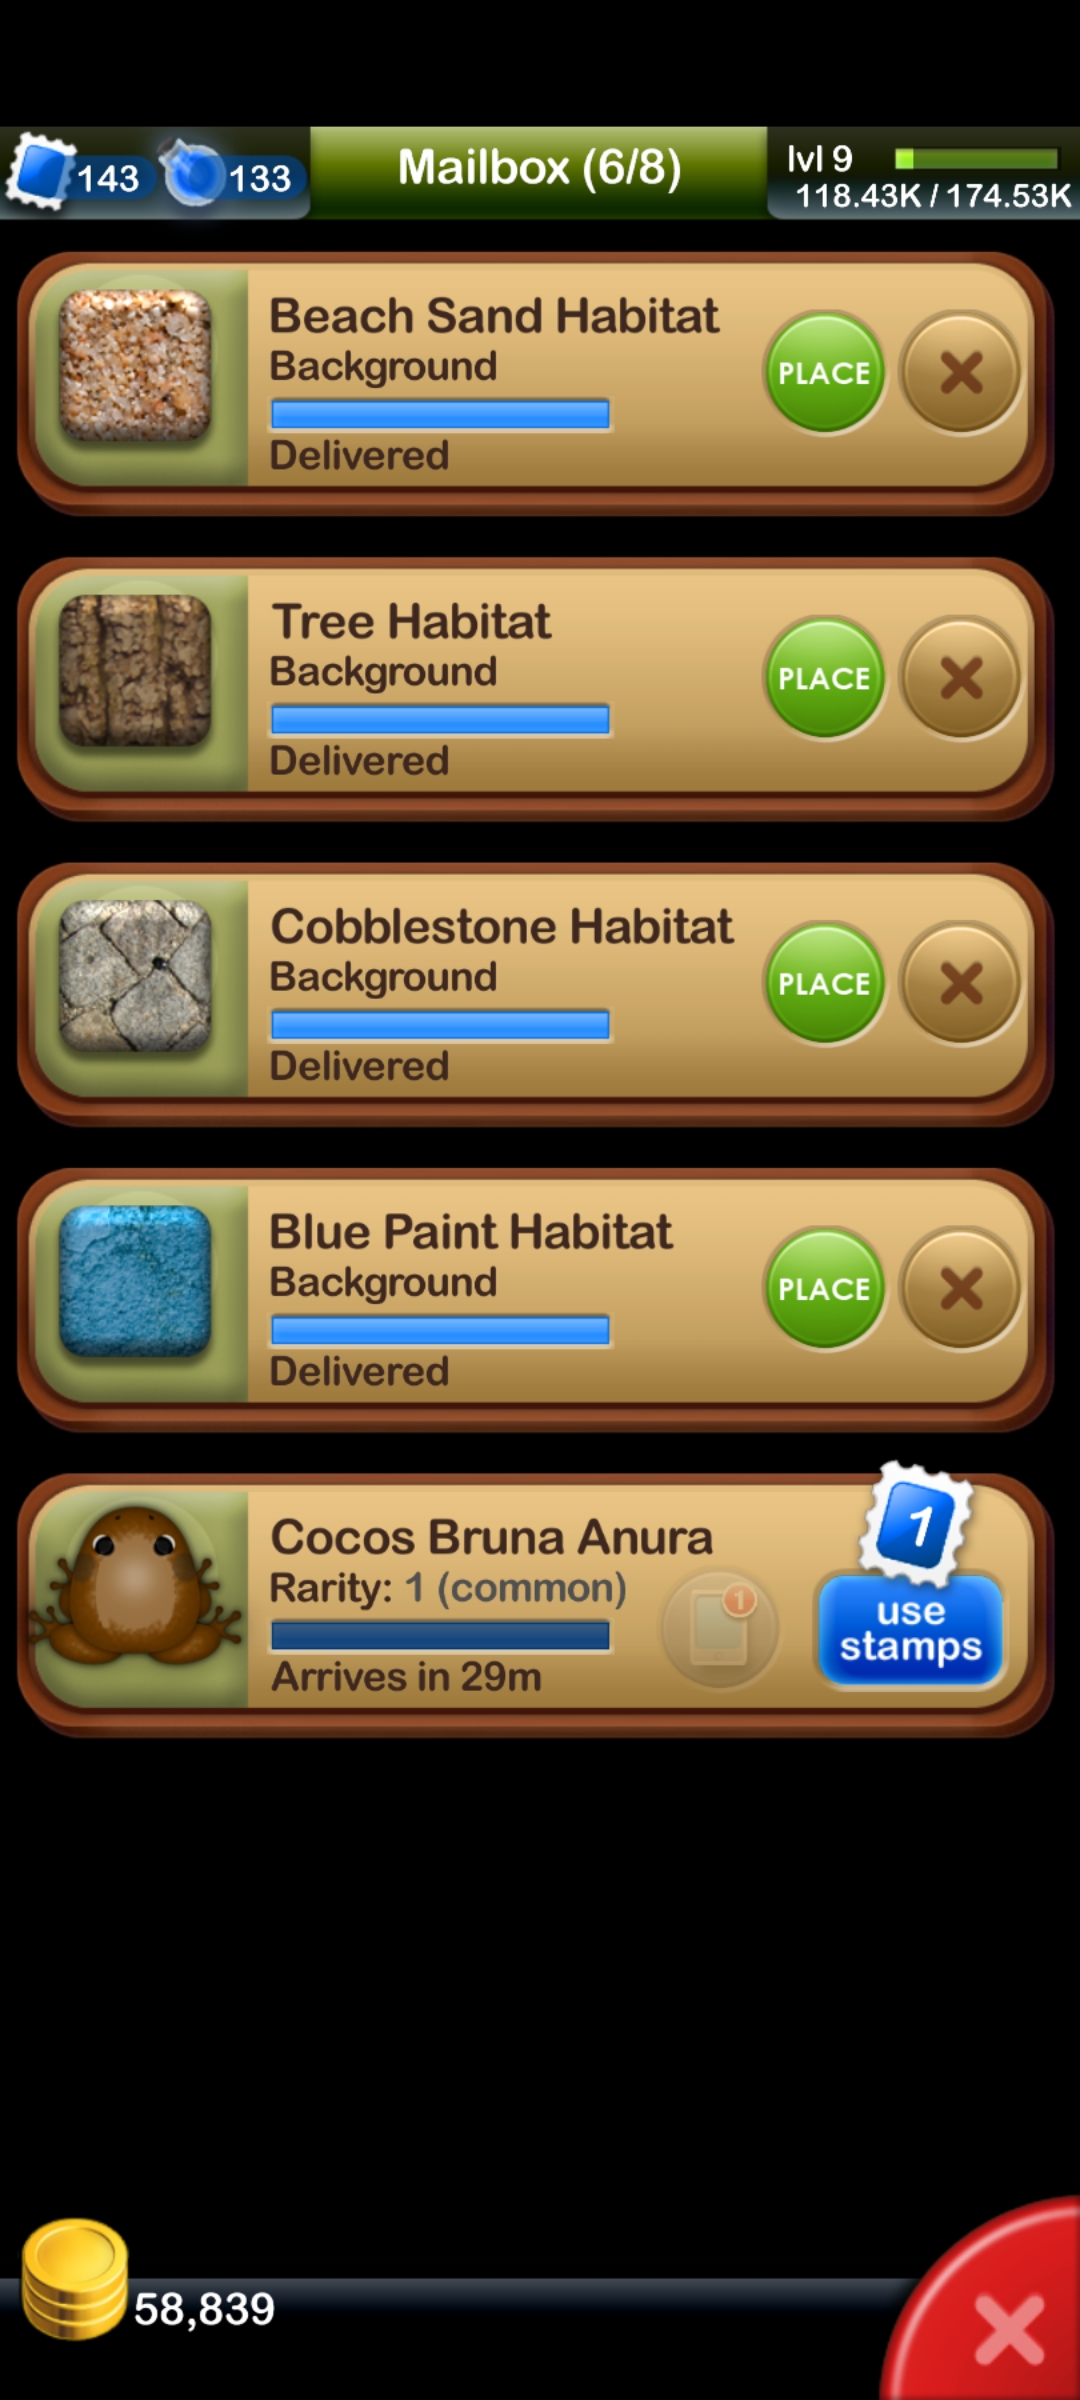 143
133
Mailbox (6/8)
lvl 9
118.43K / 174.53K
Beach Sand Habitat
Background
Delivered
PLACE
Tree Habitat
Background
Delivered
PLACE
Cobblestone Habitat
Background
Delivered
PLACE
Blue Paint Habitat
Background
Delivered
PLACE
Cocos Bruna Anura
Rarity: 1 (common)
Arrives in 29m
1
1
use
stamps
58,839